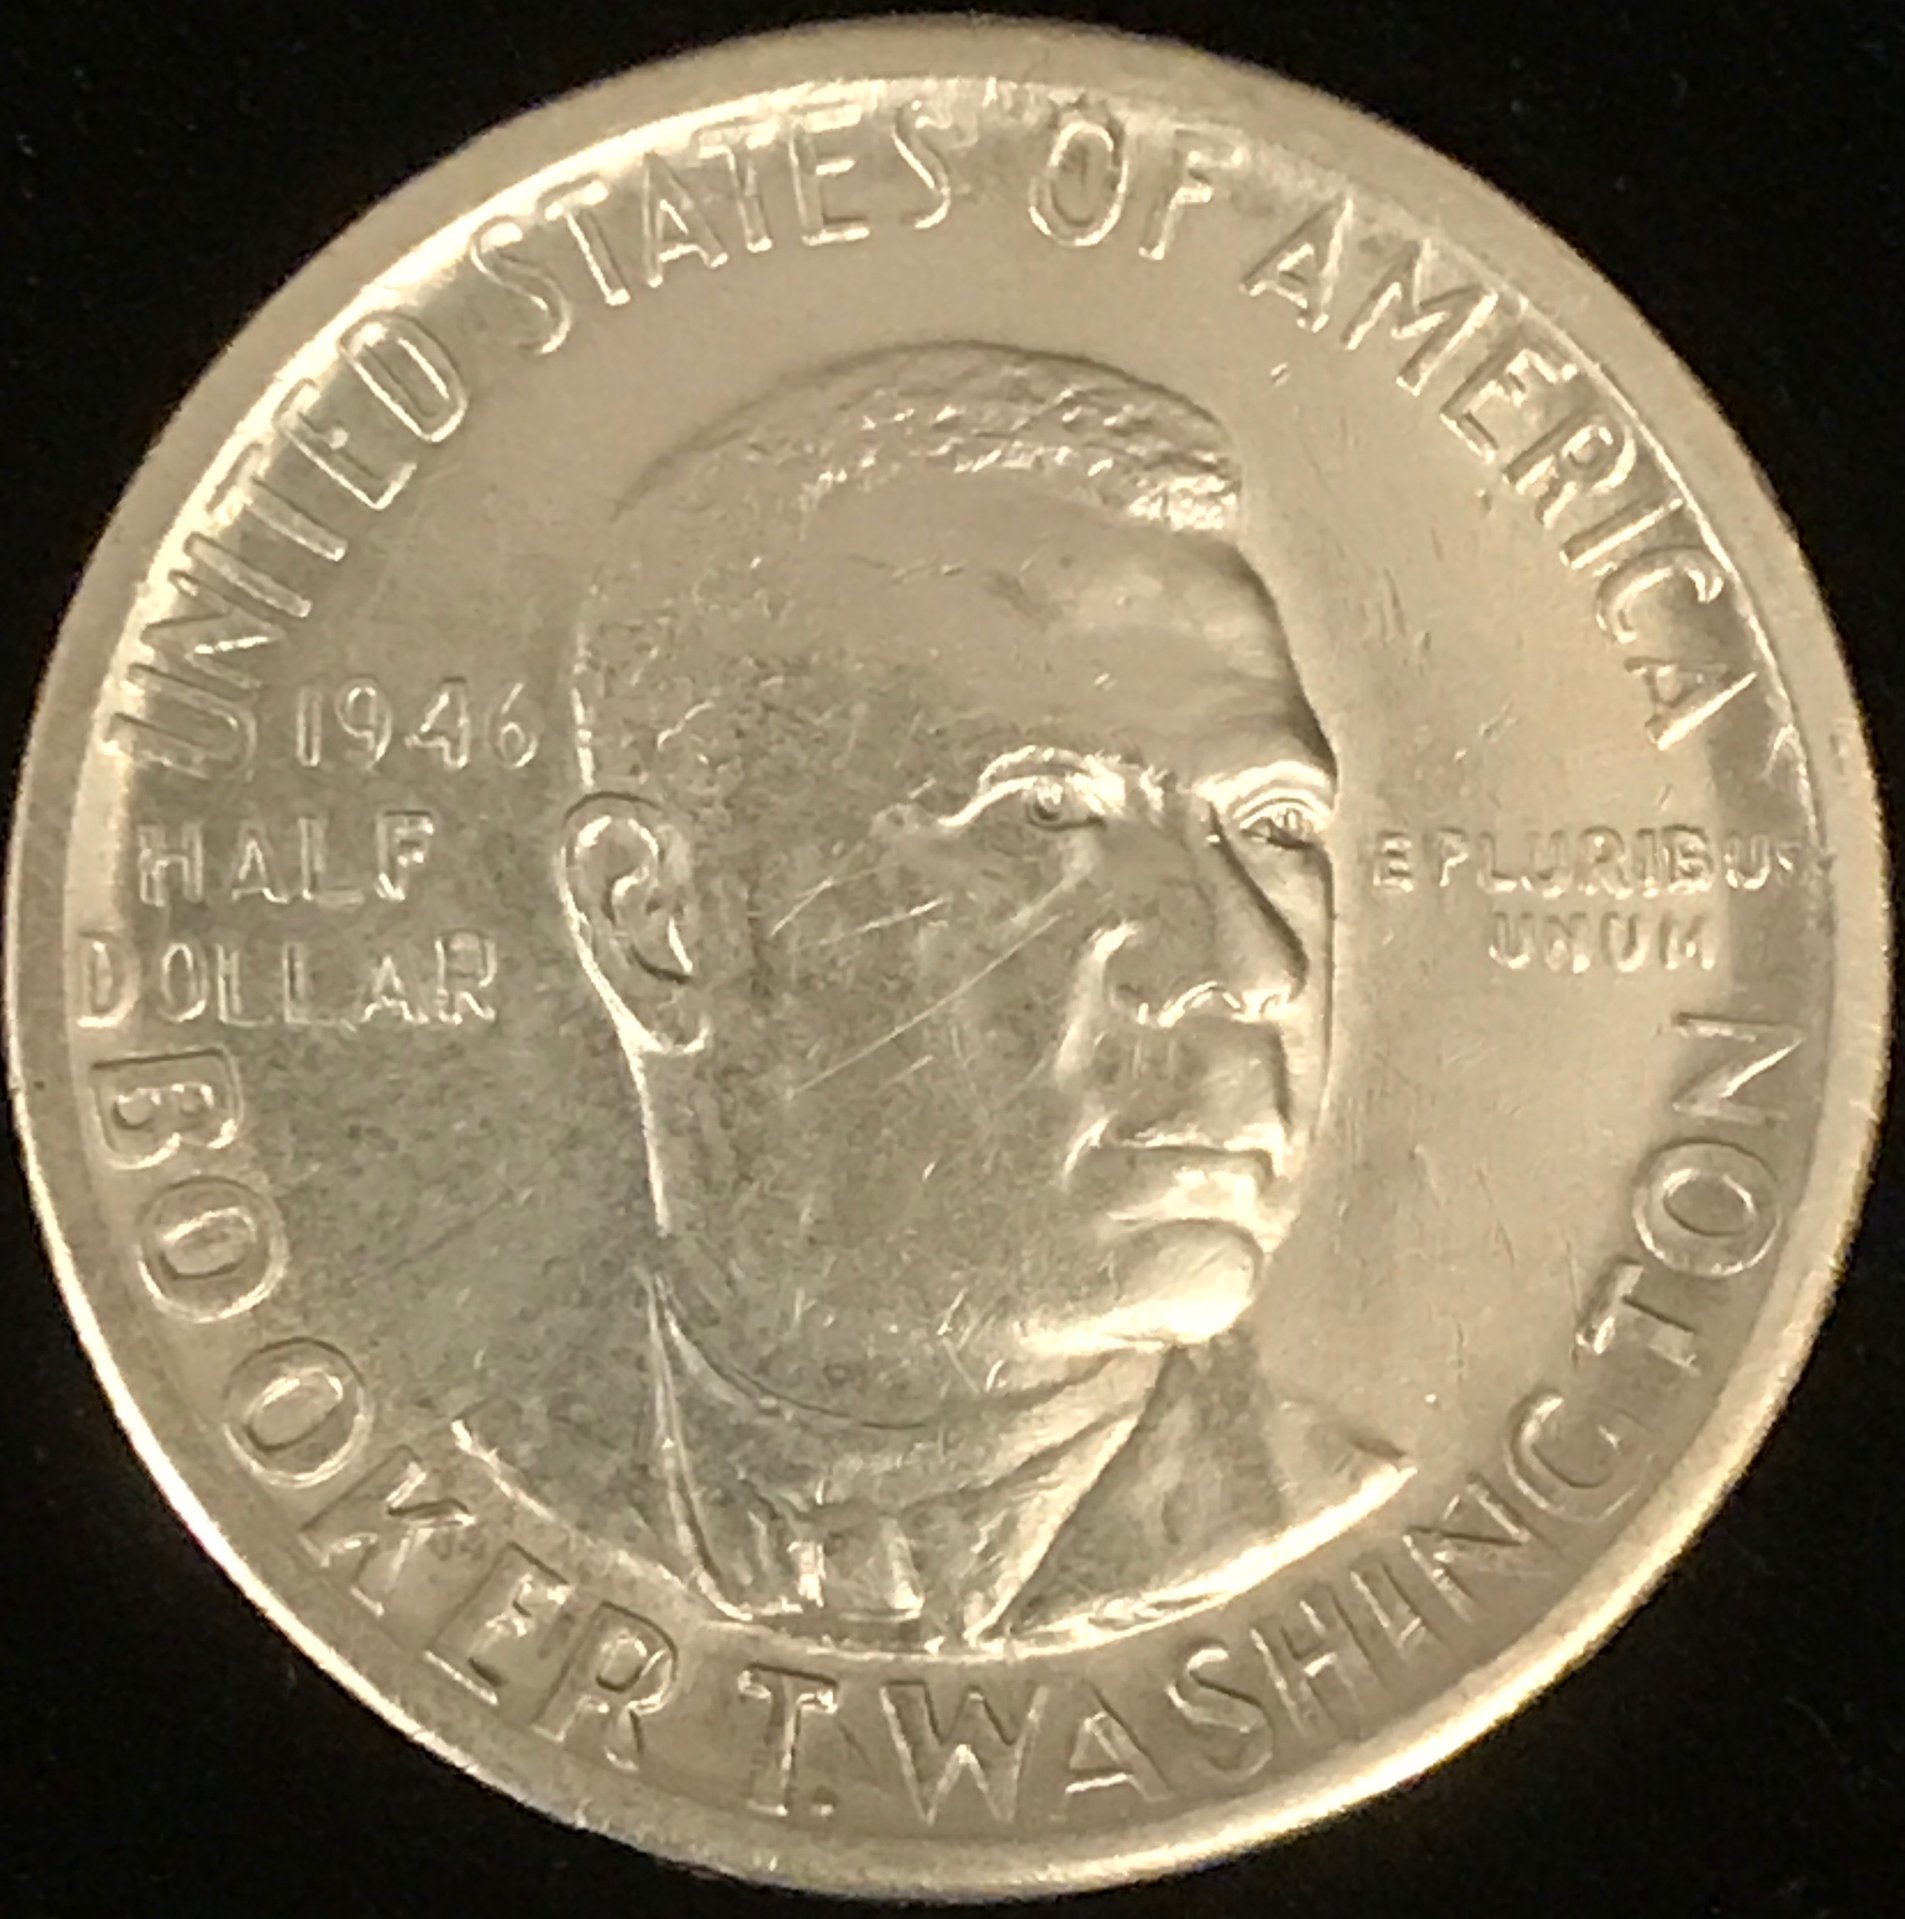 UNITED STATES OF AMERICA
1946
HALF
DOLLAR
E PLURIBUS
UNUM
BOOKER T. WASHINGTON